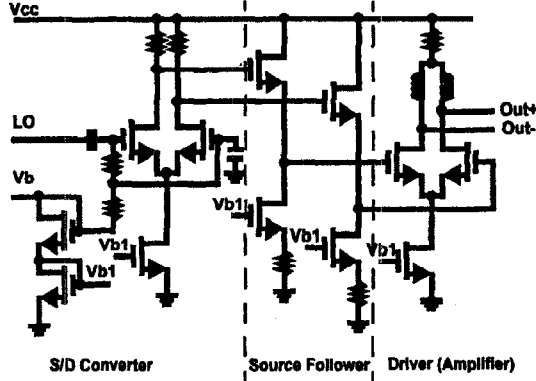 Vcc
LO
Vb
Vb1
Vb1
Vb1
Vb1
Vb1
Out+
Out-
S/D Converter
Source Follower
Driver (Amplifier)